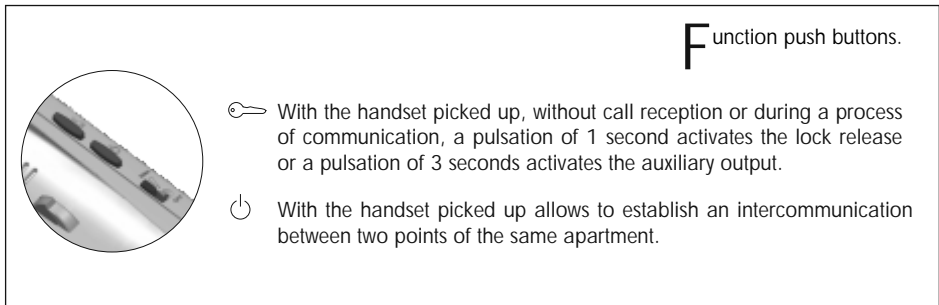 Function push buttons.
With the handset picked up, without call reception or during a process
of communication, a pulsation of 1 second activates the lock release
or a pulsation of 3 seconds activates the auxiliary output.
With the handset picked up allows to establish an intercommunication
between two points of the same apartment.